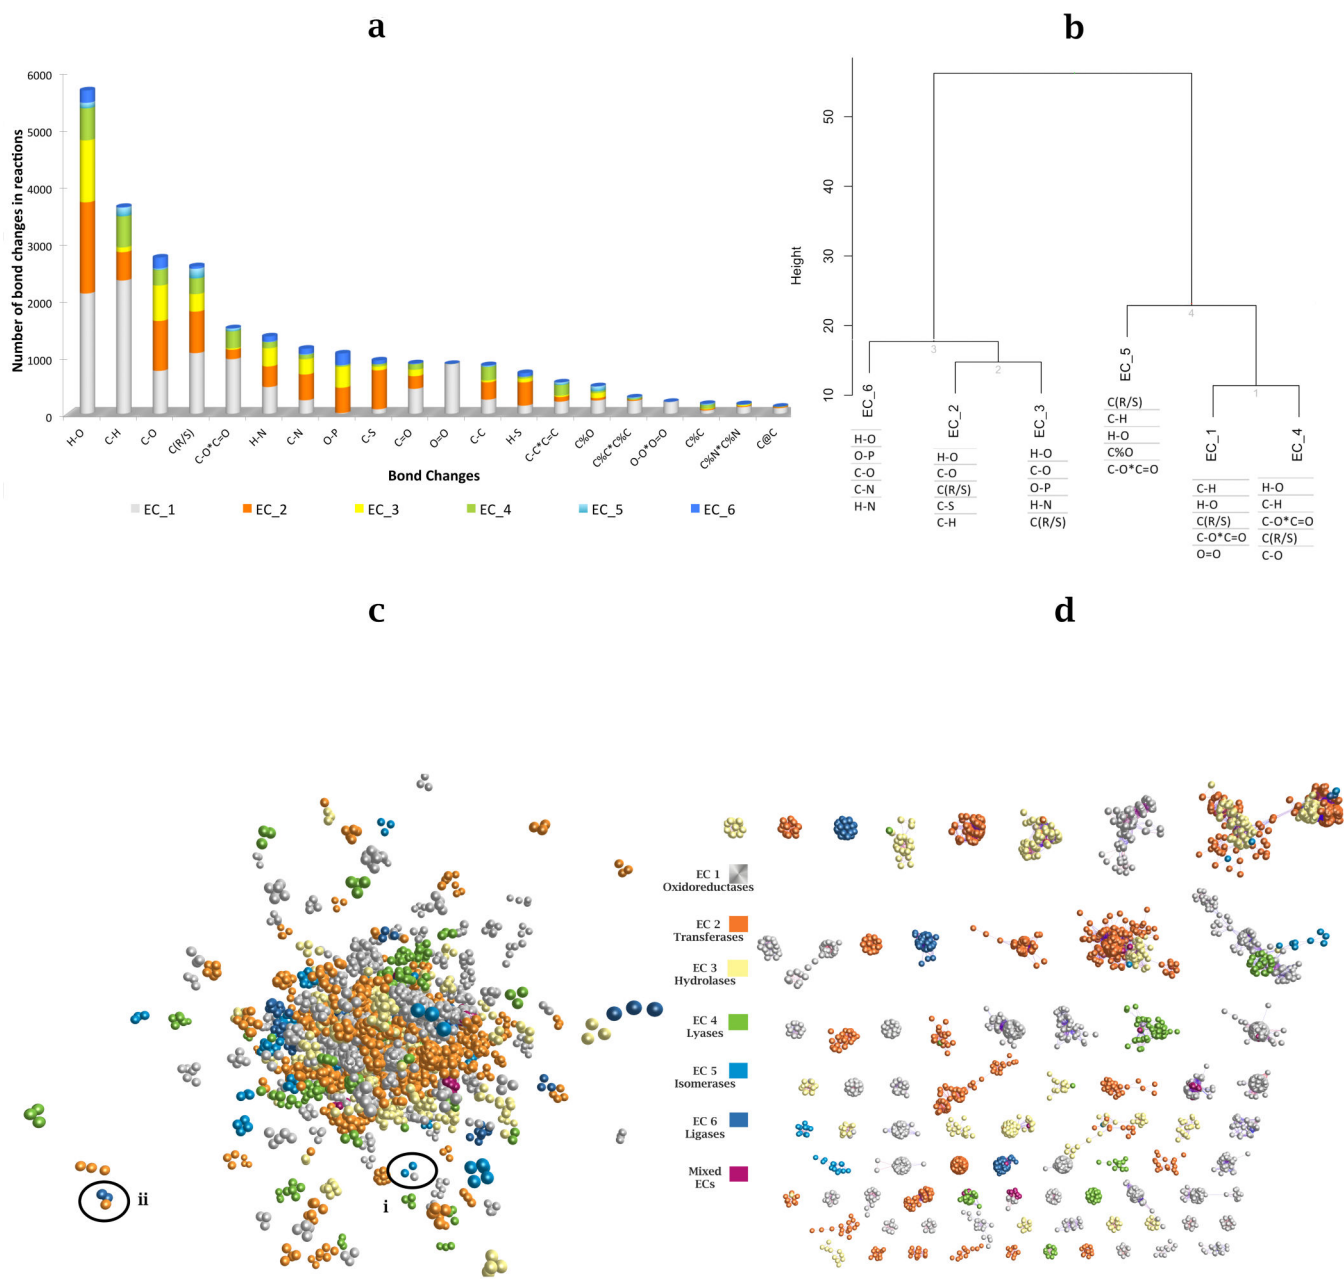 a
Number of bond changes in reactions
6000
5000
4000
3000
2000
1000
0
H-O
C-H
C-O
C(R/S)
C-O*C=O
H-N
C-N
O-P
C-S
C=O
O=O
C-C
H-S
C-C*C=C
C%O
C%C*C%C
O-O*O=O
C%C
C%N*C%N
C@C
Bond Changes
EC_1 EC_2 EC_3 EC_4 EC_5 EC_6
b
Height
50
40
30
20
10
3
2
4
1
EC_6
H-O
O-P
C-O
C-N
H-N
EC_2
H-O
C-O
C(R/S)
C-S
C-H
EC_3
H-O
C-O
O-P
H-N
C(R/S)
EC_5
C(R/S)
C-H
H-O
C%O
C-O*C=O
EC_1
C-H
H-O
C(R/S)
C-O*C=O
O=O
EC_4
H-O
C-H
C-O*C=O
C(R/S)
C-O
c
i
ii
d
EC 1
Oxidoreductases
EC 2
Transferases
EC 3
Hydrolases
EC 4
Lyases
EC 5
Isomerases
EC 6
Ligases
Mixed
ECs